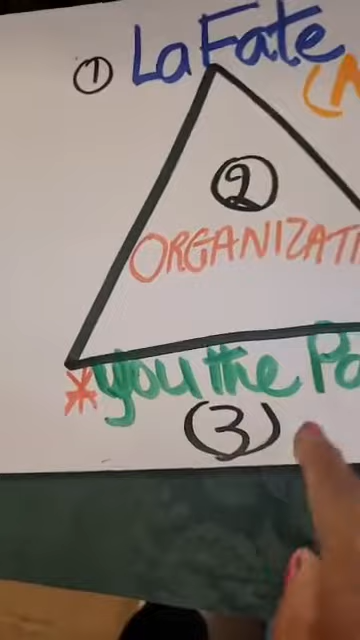 ① LaFate
②
ORGANIZATI
*you the Pa
(3)